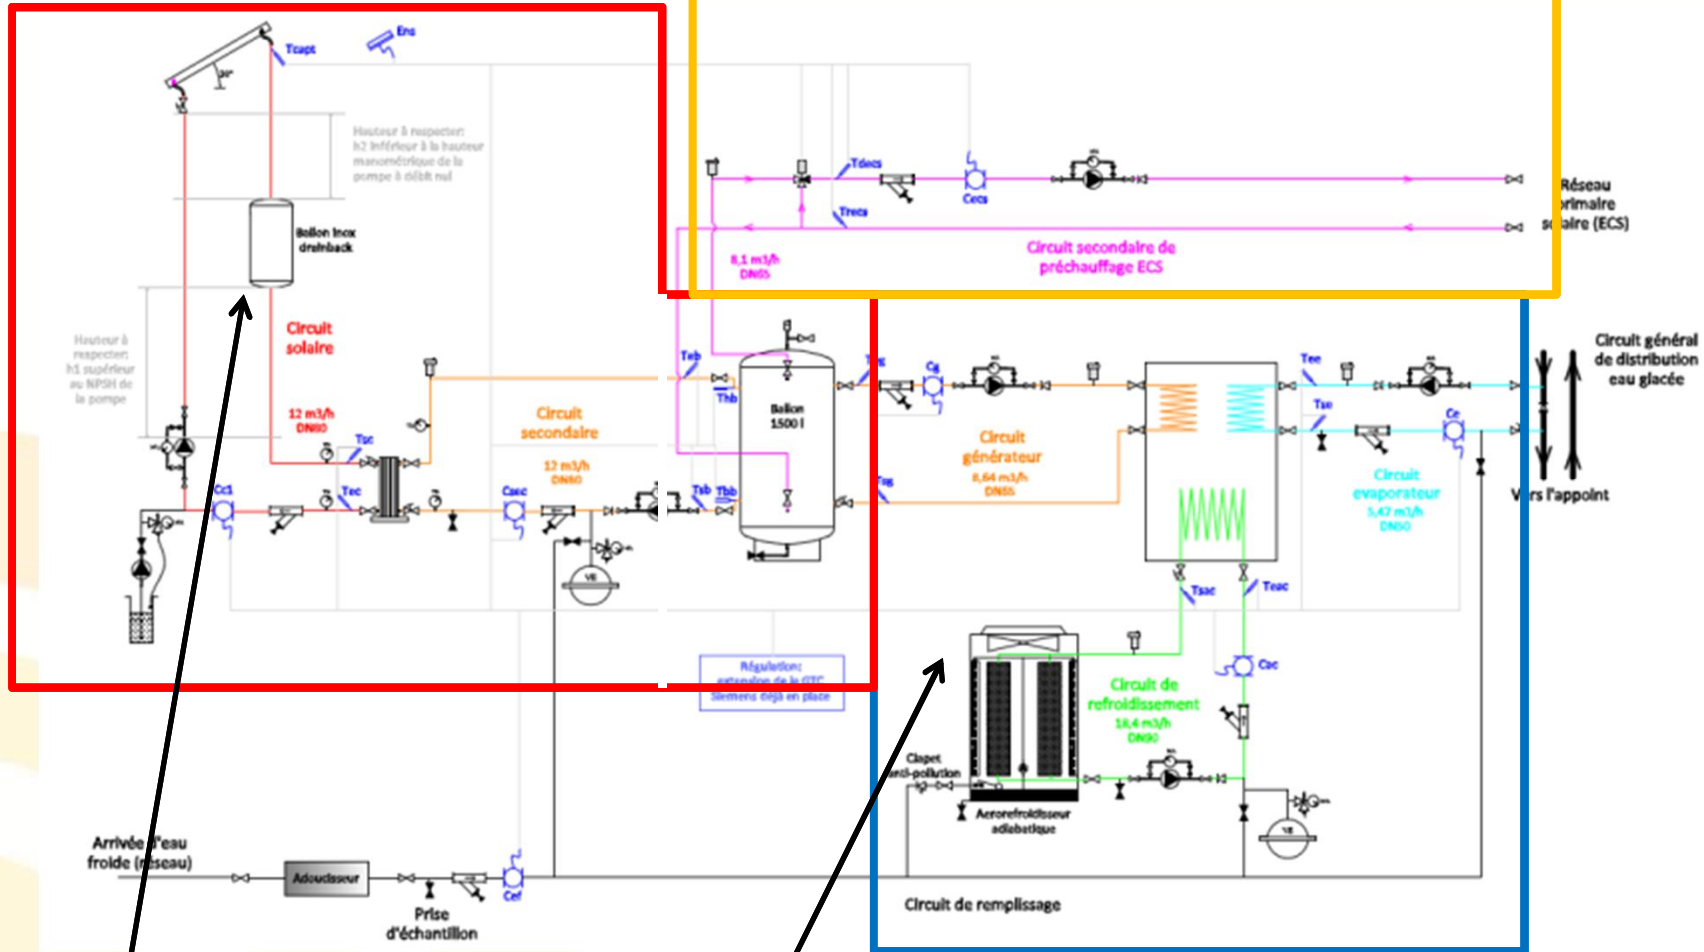 Tcapt
Ens
30°
Hauteur à respecter:
h2 inférieur à la hauteur
manométrique de la
pompe à débit nul
Ballon inox
drainback
Circuit
solaire
Hauteur à
respecter:
h1 supérieur
au NPSH de
la pompe
12 m3/h
DN60
Tsc
Tec
Cc1
Circuit
secondaire
12 m3/h
DN60
Csec
VE
Teb
Thb
Tsb
Tbb
Ballon
1500 l
Régulation:
extension de la GTC
Siemens déjà en place
Tdecs
Trecs
Cecs
8,1 m3/h
DN65
Circuit secondaire de
préchauffage ECS
Réseau
primaire
solaire (ECS)
Cg
Tsg
Circuit
générateur
8,64 m3/h
DN65
Tee
Tse
Ce
Circuit
evaporateur
5,47 m3/h
DN50
Circuit général
de distribution
eau glacée
Vers l'appoint
Tsac
Teac
Cac
Circuit de
refroidissement
18,4 m3/h
DN80
Clapet
anti-pollution
Aerorefroidisseur
adiabatique
VE
Arrivée d'eau
froide (réseau)
Adoucisseur
Cef
Prise
d'échantillon
Circuit de remplissage